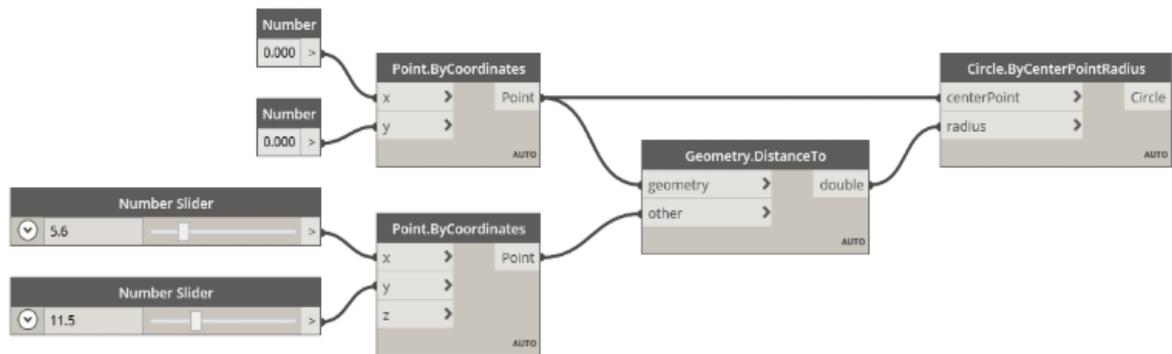 Number
0.000 >
Number
0.000 >
Point.ByCoordinates
x > Point
y >
AUTO
Circle.ByCenterPointRadius
centerPoint > Circle
radius >
AUTO
Geometry.DistanceTo
geometry > double
other >
AUTO
Number Slider
5.6 >
Number Slider
11.5 >
Point.ByCoordinates
x > Point
y >
z >
AUTO